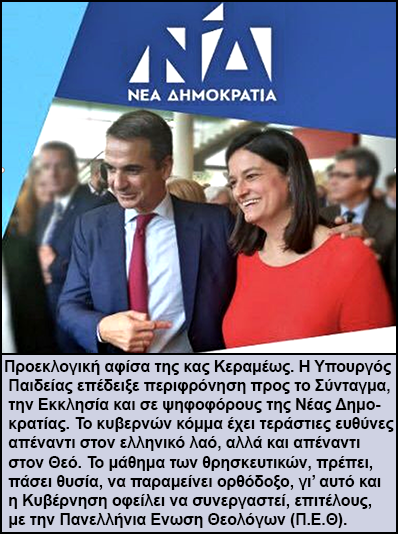 ΝΔ
ΝΕΑ ΔΗΜΟΚΡΑΤΙΑ
Προεκλογική αφίσα της κας Κεραμέως. Η Υπουργός
Παιδείας επέδειξε περιφρόνηση προς το Σύνταγμα,
την Εκκλησία και σε ψηφοφόρους της Νέας Δημο-
κρατίας. Το κυβερνών κόμμα έχει τεράστιες ευθύνες
απέναντι στον ελληνικό λαό, αλλά και απέναντι
στον Θεό. Το μάθημα των θρησκευτικών, πρέπει,
πάσει θυσία, να παραμείνει ορθόδοξο, γι’ αυτό και
η Κυβέρνηση οφείλει να συνεργαστεί, επιτέλους,
με την Πανελλήνια Ενωση Θεολόγων (Π.Ε.Θ).